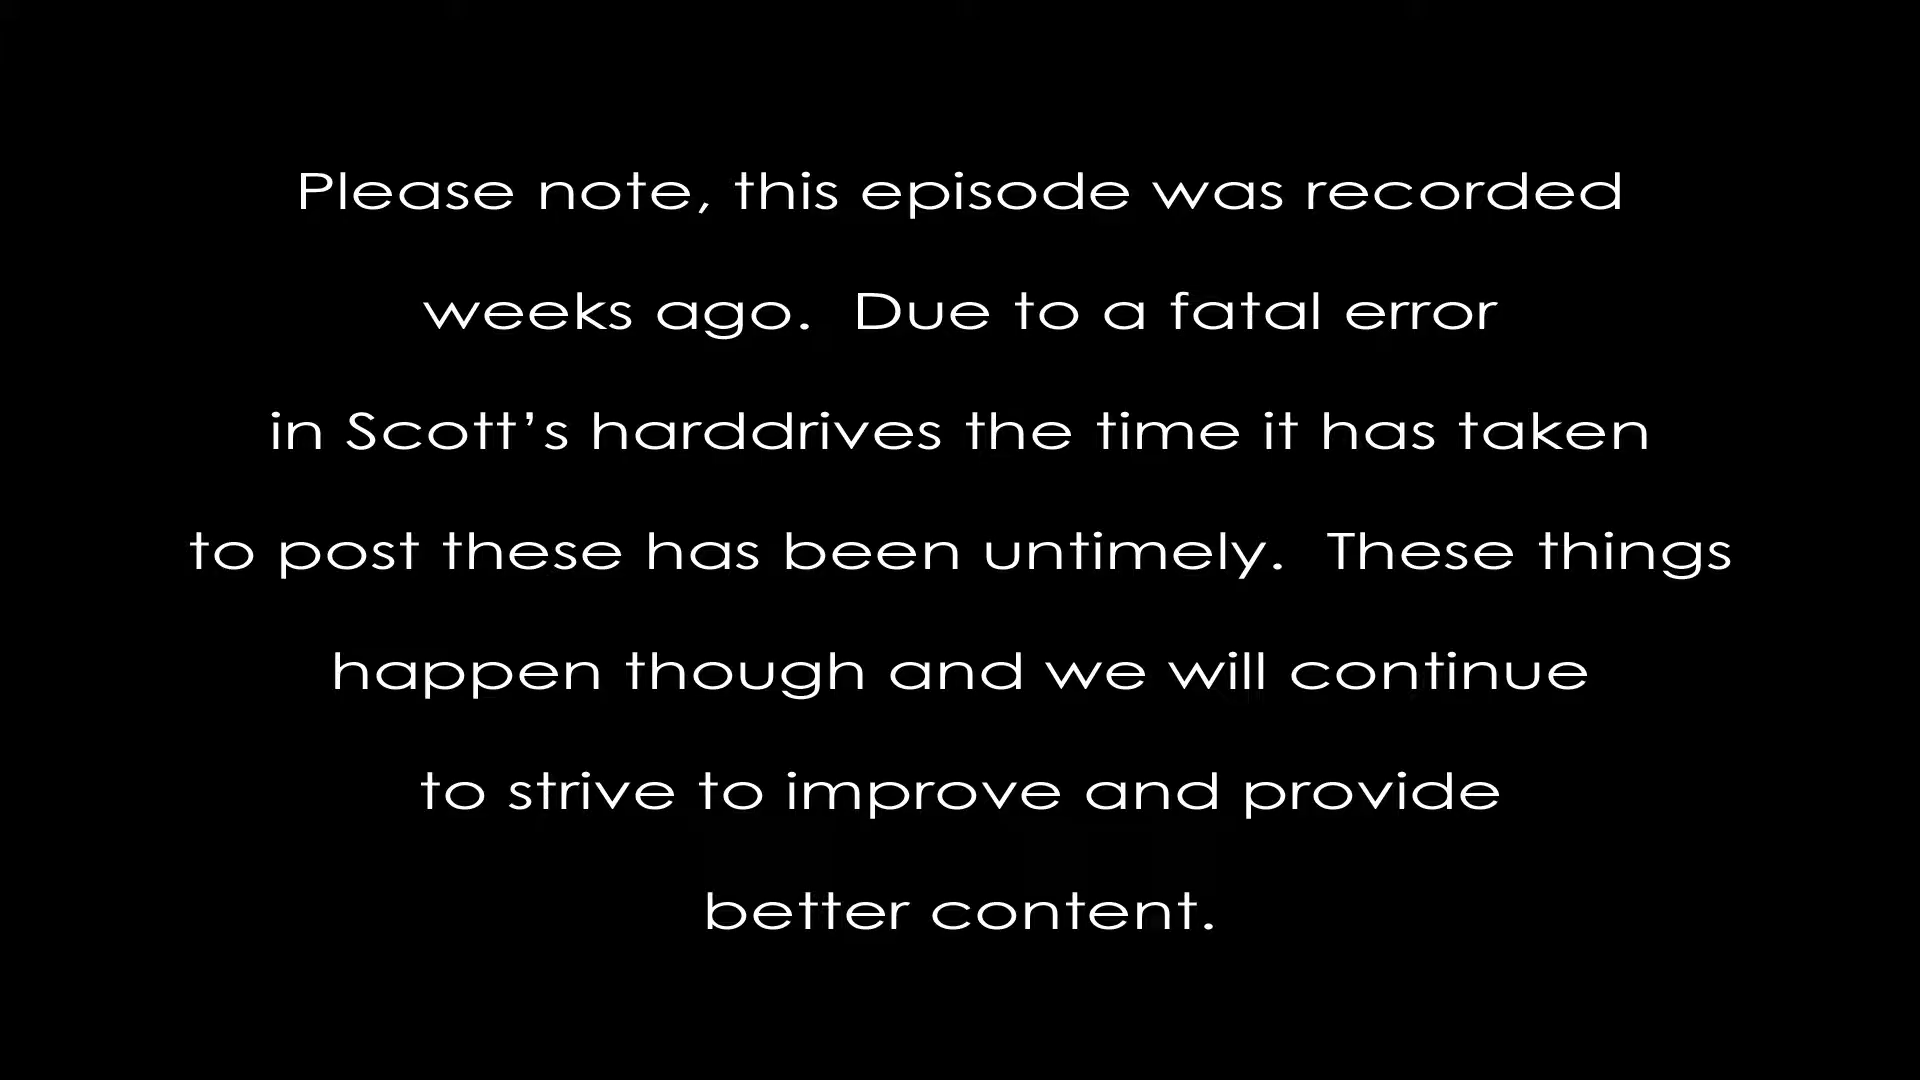 Please note, this episode was recorded
weeks ago.  Due to a fatal error
in Scott’s harddrives the time it has taken
to post these has been untimely.  These things
happen though and we will continue
to strive to improve and provide
better content.